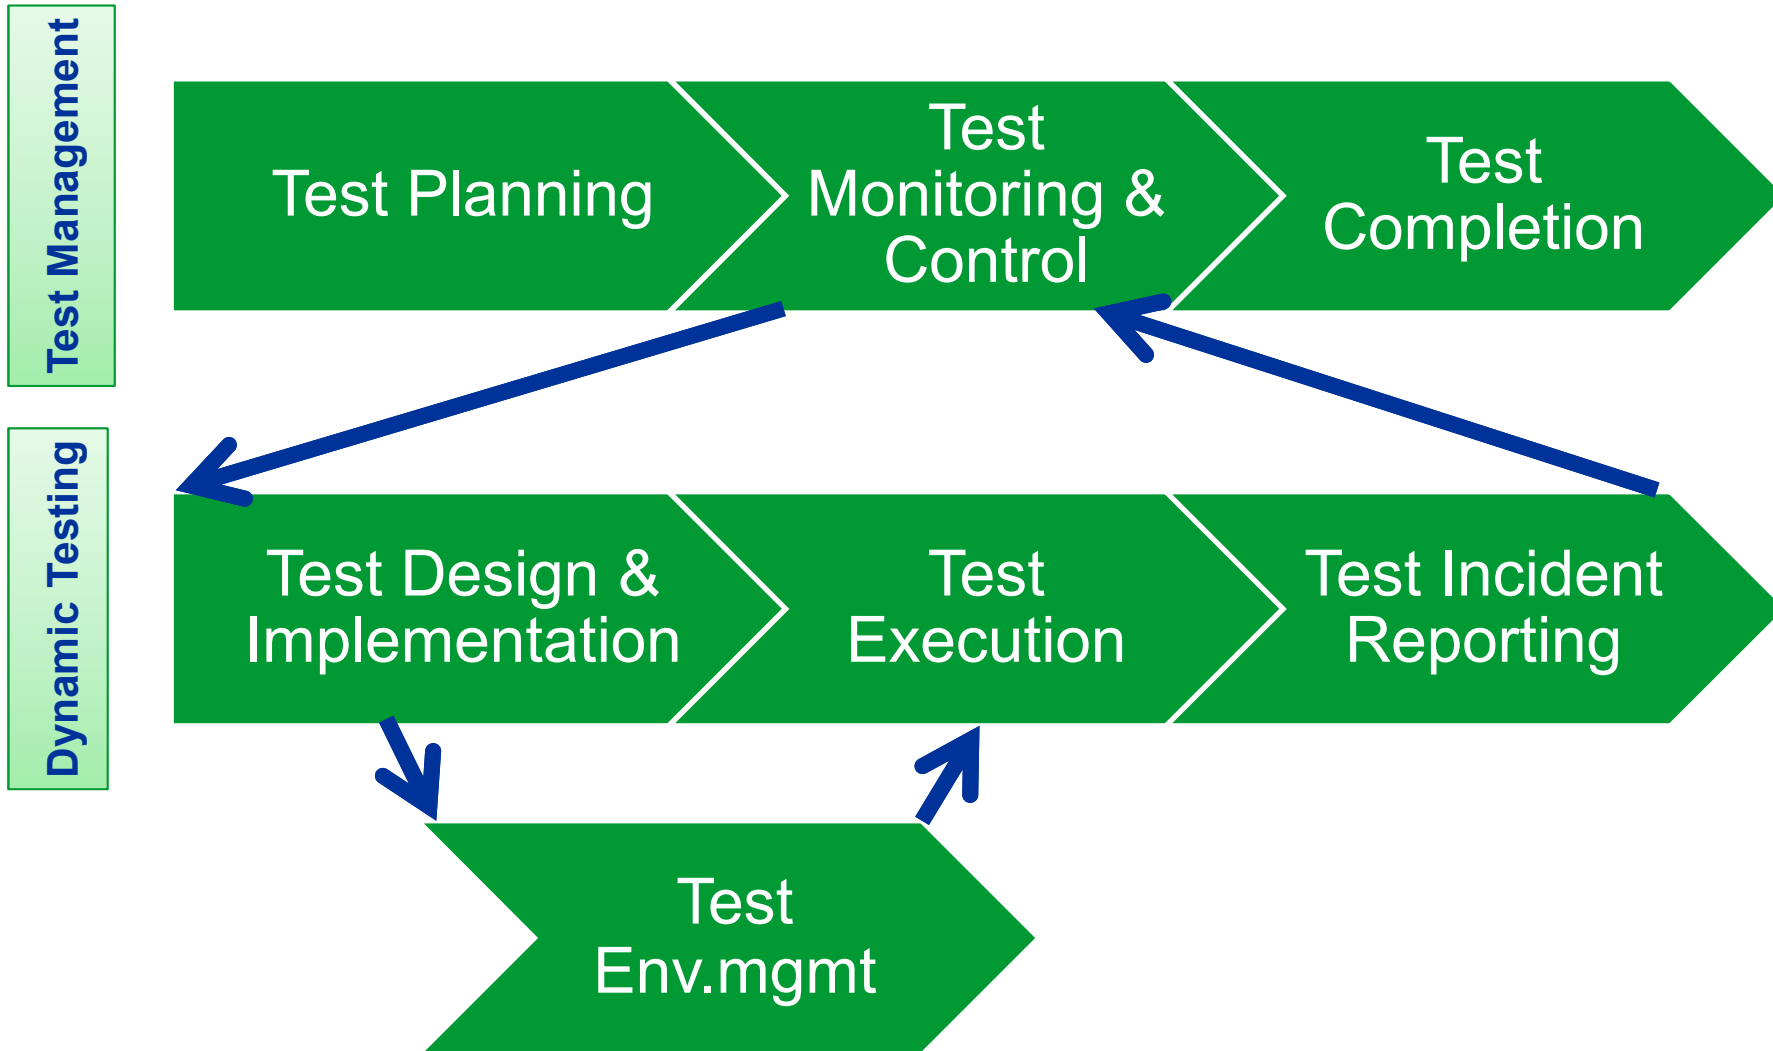 Test Management
Test Planning
Test
Monitoring &
Control
Test
Completion
Dynamic Testing
Test Design &
Implementation
Test
Execution
Test Incident
Reporting
Test
Env.mgmt